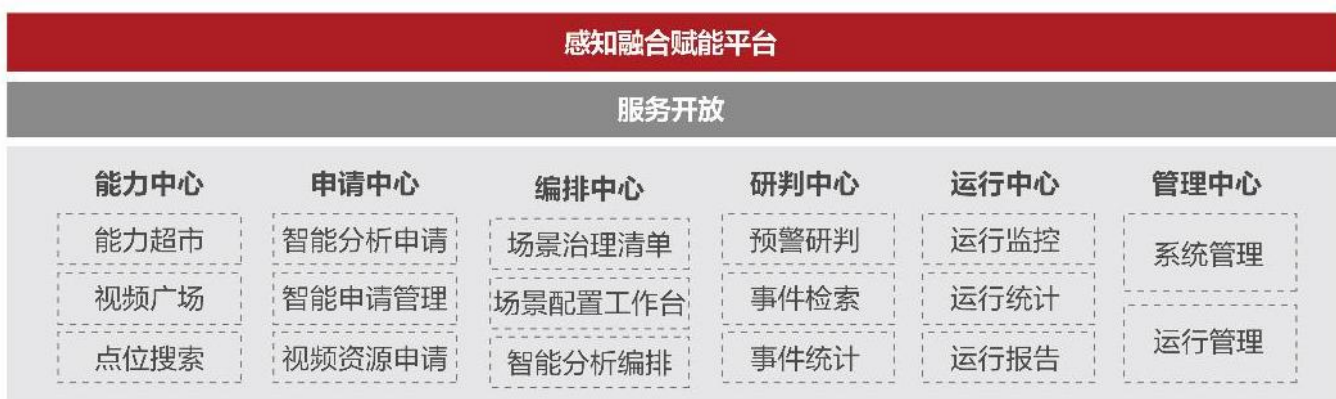 感知融合赋能平台
服务开放
能力中心
能力超市
视频广场
点位搜索
申请中心
智能分析申请
智能申请管理
视频资源申请
编排中心
场景治理清单
场景配置工作台
智能分析编排
研判中心
预警研判
事件检索
事件统计
运行中心
运行监控
运行统计
运行报告
管理中心
系统管理
运行管理